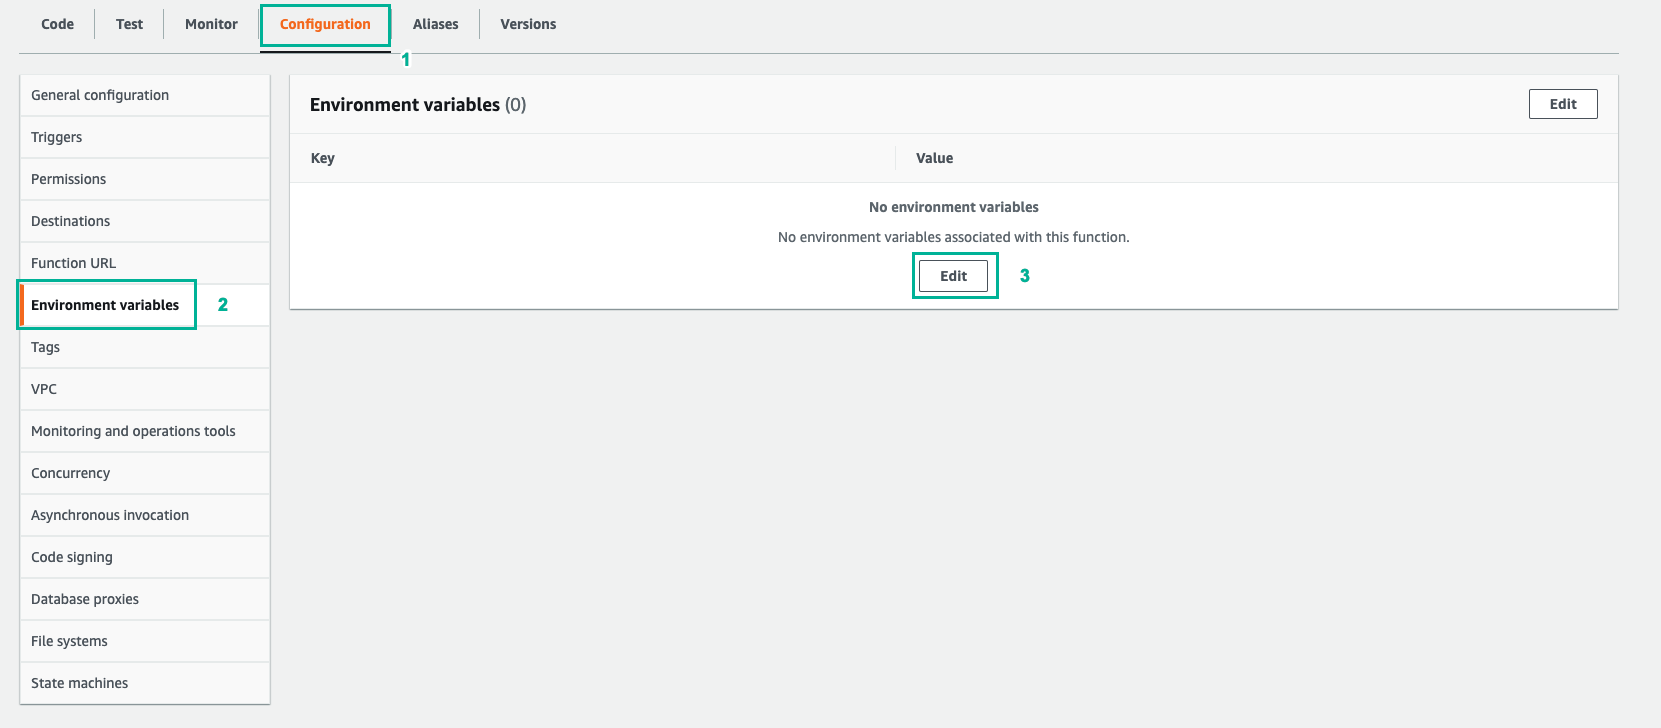 Code Test Monitor Configuration Aliases Versions
1
General configuration
Triggers
Permissions
Destinations
Function URL
Environment variables 2
Tags
VPC
Monitoring and operations tools
Concurrency
Asynchronous invocation
Code signing
Database proxies
File systems
State machines
Environment variables (0) Edit
Key Value
No environment variables
No environment variables associated with this function.
Edit 3